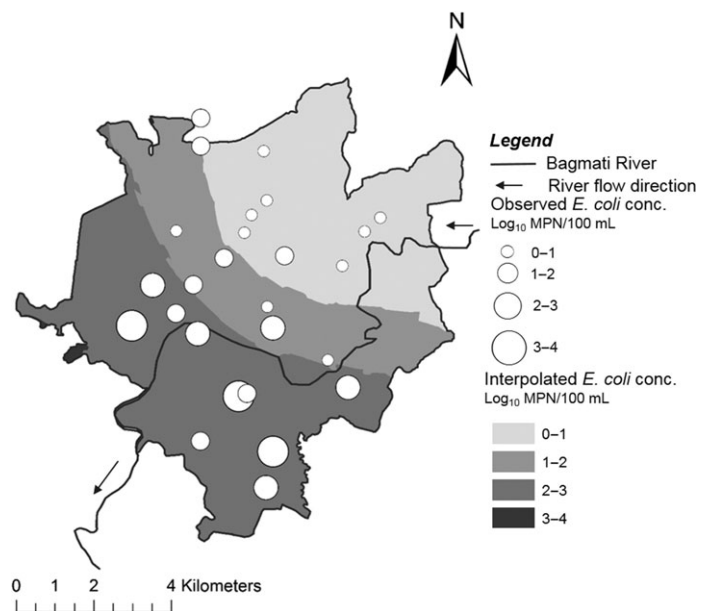 N
Legend
Bagmati River
River flow direction
Observed E. coli conc.
Log10 MPN/100 mL
0–1
1–2
2–3
3–4
Interpolated E. coli conc.
Log10 MPN/100 mL
0–1
1–2
2–3
3–4
0 1 2 4 Kilometers